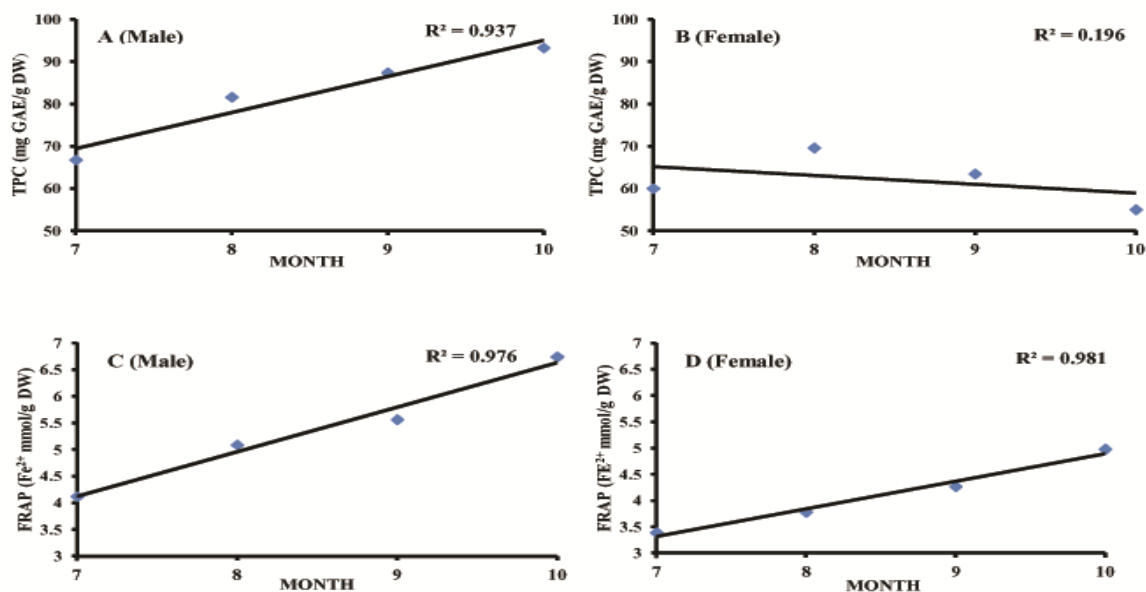 A (Male)
R² = 0.937
TPC (mg GAE/g DW)
100
90
80
70
60
50
7
8
9
10
MONTH
B (Female)
R² = 0.196
TPC (mg GAE/g DW)
100
90
80
70
60
50
7
8
9
10
MONTH
C (Male)
R² = 0.976
FRAP (Fe²⁺ mmol/g DW)
7
6.5
6
5.5
5
4.5
4
3.5
3
7
8
9
10
MONTH
D (Female)
R² = 0.981
FRAP (FE²⁺ mmol/g DW)
7
6.5
6
5.5
5
4.5
4
3.5
3
7
8
9
10
MONTH